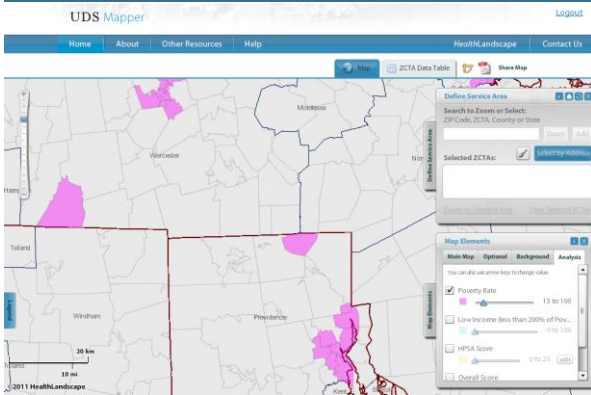 UDS Mapper
Logout
Home About Other Resources Help HealthLandscape Contact Us
Map ZCTA Data Table Share Map
Define Service Area
Search to Zoom or Select:
ZIP Code, ZCTA, County or State
Zoom Add
Selected ZCTAs: Select by Address
Zoom to Selected Area Clear Selected ZCTAs
Define Service Area
Middlesex
Worcester
Nor
Tolland
Windham
Providence
Kent
Legend
20 km
10 mi
©2011 HealthLandscape
Map Elements
Map Elements
Main Map Optional Background Analysis
You can also use arrow keys to change value
Poverty Rate
15 to 100
Low Income (less than 200% of Pov...
0 to 100
HPSA Score
0 to 25 edit
Overall Score